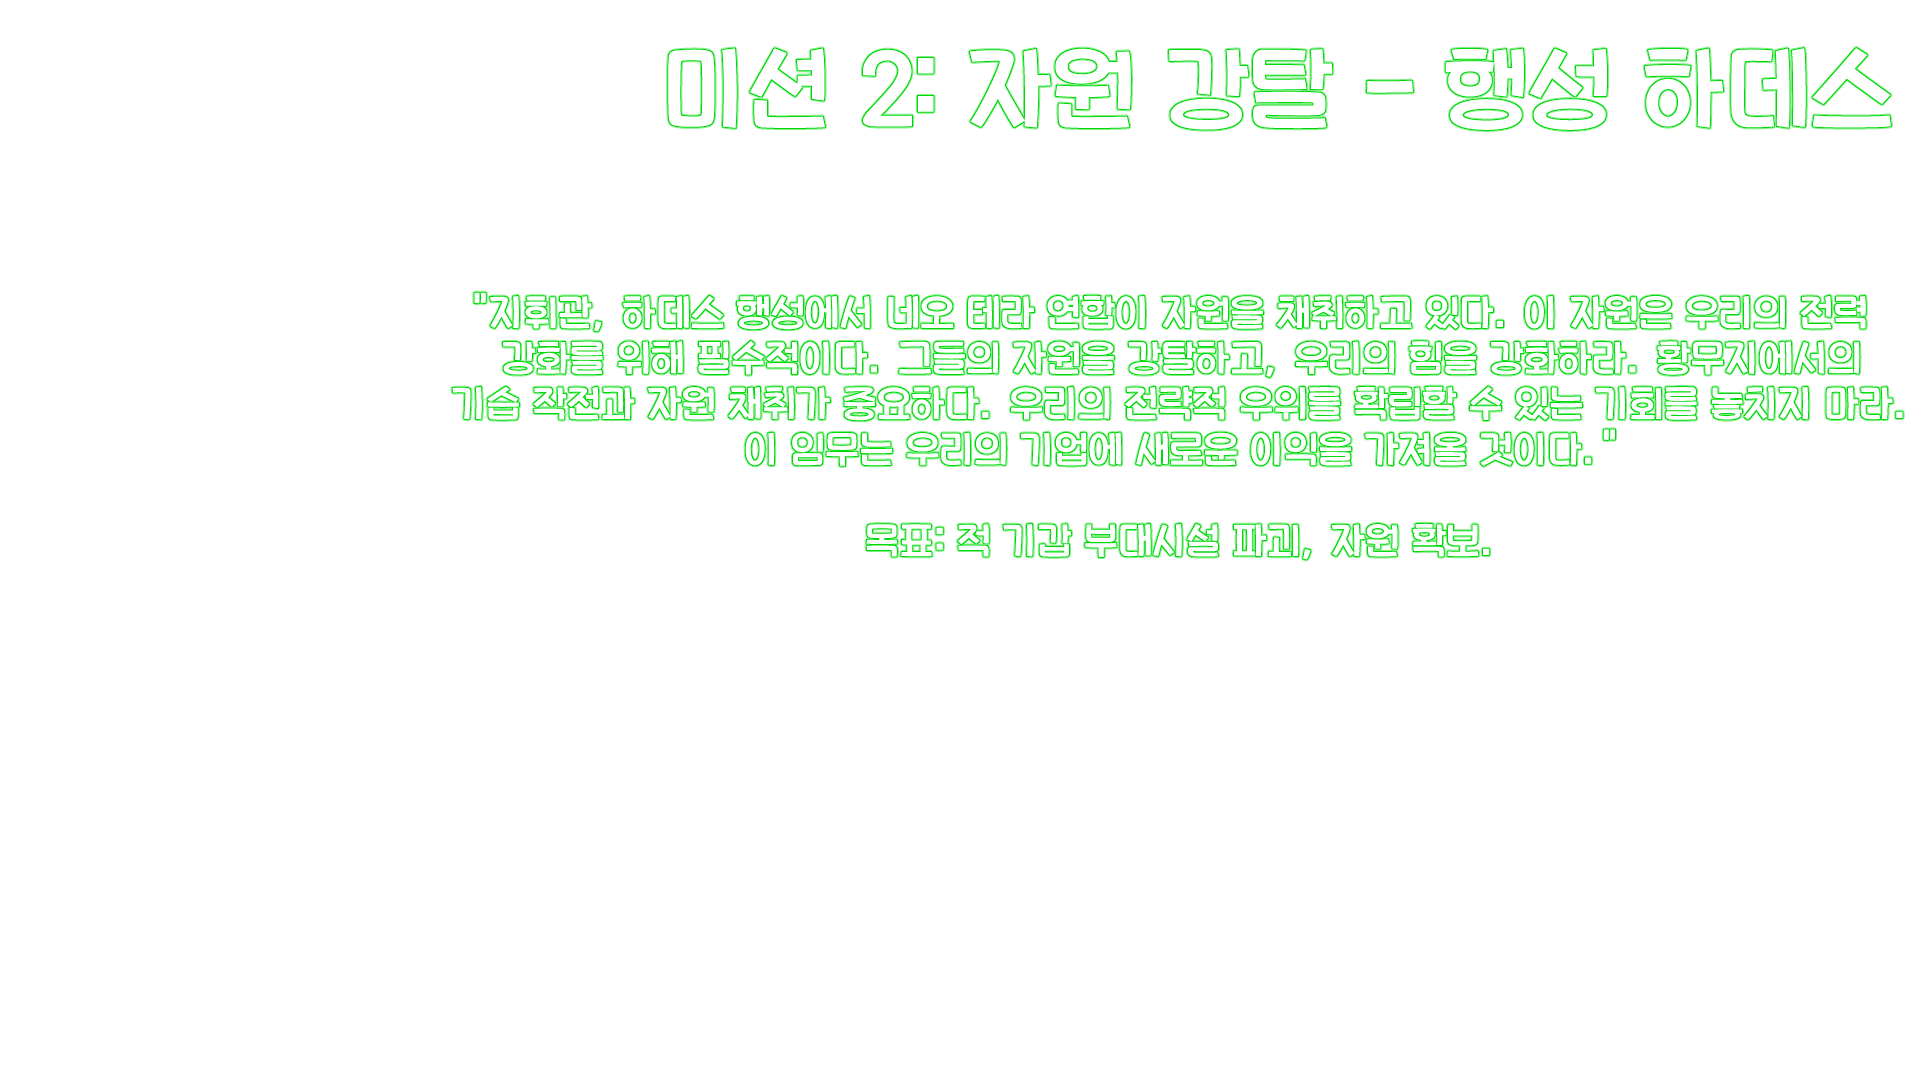 미션 2: 자원 강탈 - 행성 하데스
"지휘관, 하데스 행성에서 네오 테라 연합이 자원을 채취하고 있다. 이 자원은 우리의 전력
강화를 위해 필수적이다. 그들의 자원을 강탈하고, 우리의 힘을 강화하라. 황무지에서의
기습 작전과 자원 채취가 중요하다. 우리의 전략적 우위를 확립할 수 있는 기회를 놓치지 마라.
이 임무는 우리의 기업에 새로운 이익을 가져올 것이다."
목표: 적 기갑 부대시설 파괴, 자원 확보.